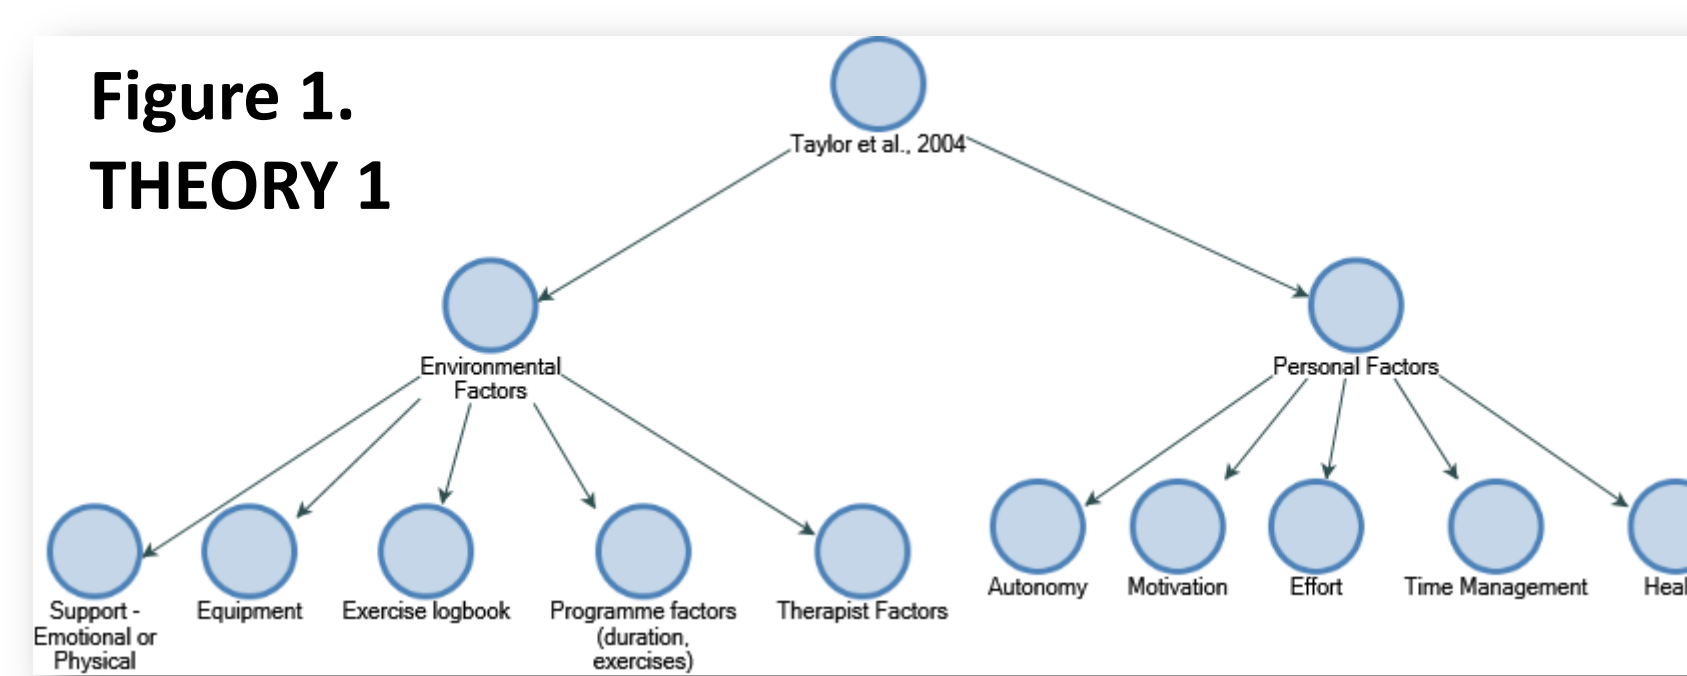 Figure 1.
THEORY 1
Taylor et al., 2004
Environmental
Factors
Personal Factors
Support -
Emotional or
Physical
Equipment
Exercise logbook
Programme factors
(duration,
exercises)
Therapist Factors
Autonomy
Motivation
Effort
Time Management